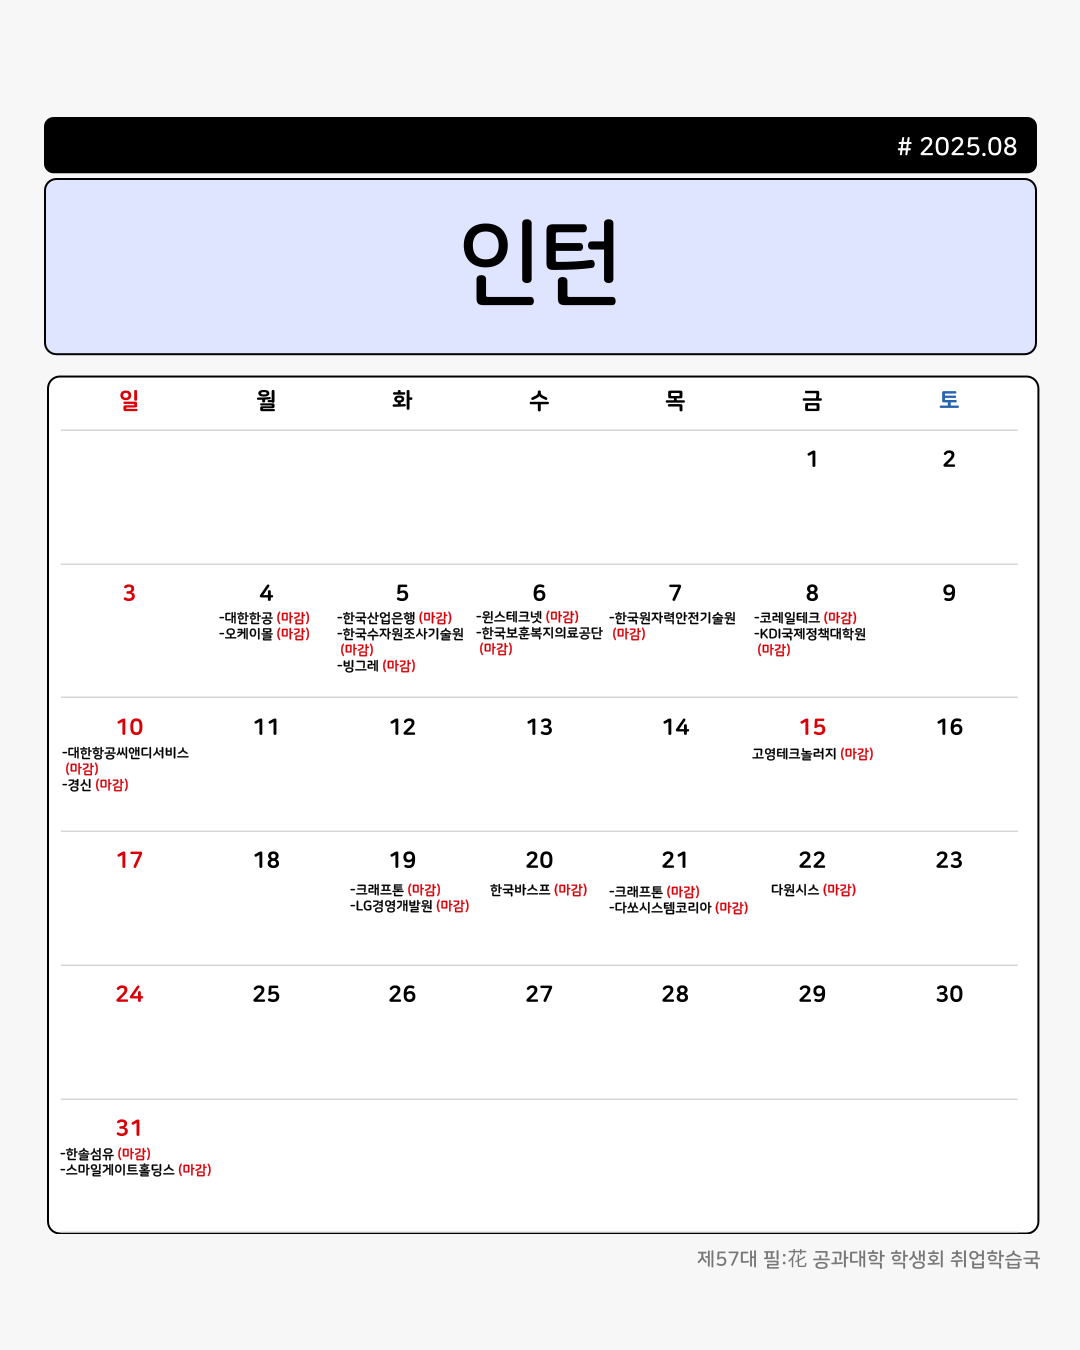 # 2025.08
인턴
일 월 화 수 목 금 토
1 2
3 4 5 6 7 8 9
-대한한공 (마감)
-오케이몰 (마감)
-한국산업은행 (마감)
-한국수자원조사기술원
(마감)
-빙그레 (마감)
-윈스테크넷 (마감)
-한국보훈복지의료공단
(마감)
-한국원자력안전기술원
(마감)
-코레일테크 (마감)
-KDI국제정책대학원
(마감)
10 11 12 13 14 15 16
-대한항공씨앤디서비스
(마감)
-경신 (마감)
고영테크놀러지 (마감)
17 18 19 20 21 22 23
-크래프톤 (마감)
-LG경영개발원 (마감)
한국바스프 (마감)
-크래프톤 (마감)
-다쏘시스템코리아 (마감)
다원시스 (마감)
24 25 26 27 28 29 30
31
-한솔섬유 (마감)
-스마일게이트홀딩스 (마감)
제57대 필:花 공과대학 학생회 취업학습국